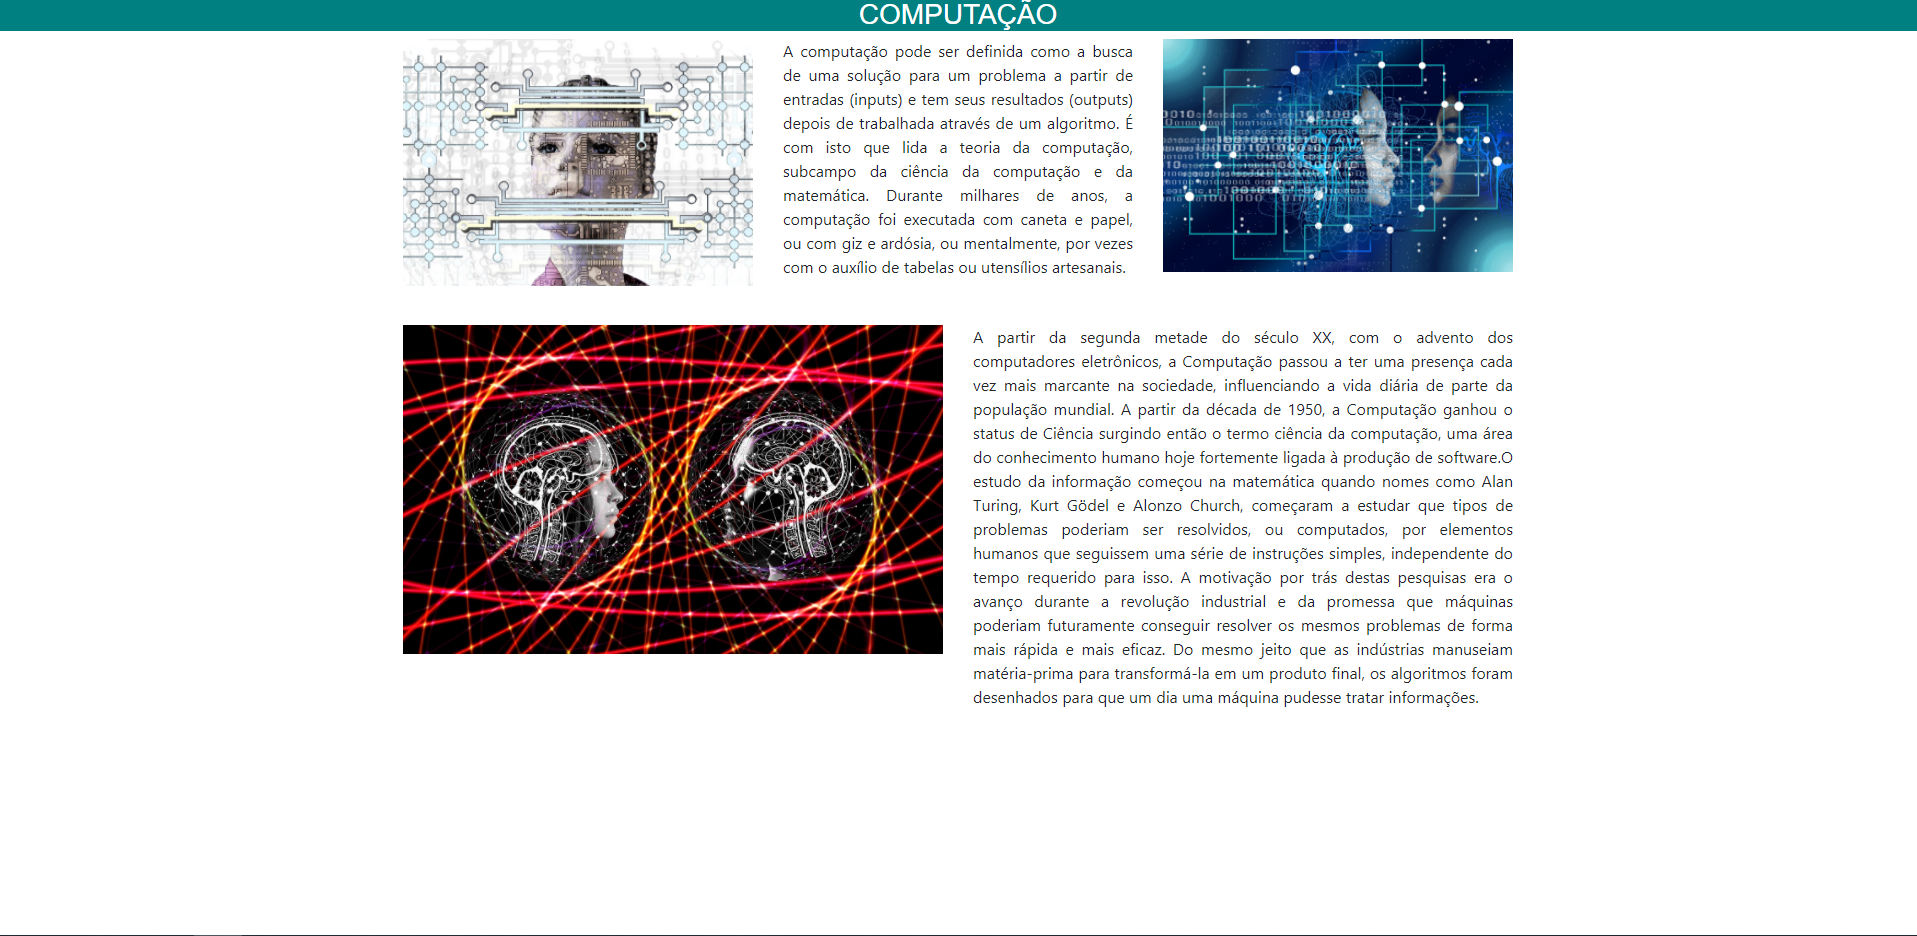 COMPUTAÇÃO
A computação pode ser definida como a busca
de uma solução para um problema a partir de
entradas (inputs) e tem seus resultados (outputs)
depois de trabalhada através de um algoritmo. É
com isto que lida a teoria da computação,
subcampo da ciência da computação e da
matemática. Durante milhares de anos, a
computação foi executada com caneta e papel,
ou com giz e ardósia, ou mentalmente, por vezes
com o auxílio de tabelas ou utensílios artesanais.
A partir da segunda metade do século XX, com o advento dos
computadores eletrônicos, a Computação passou a ter uma presença cada
vez mais marcante na sociedade, influenciando a vida diária de parte da
população mundial. A partir da década de 1950, a Computação ganhou o
status de Ciência surgindo então o termo ciência da computação, uma área
do conhecimento humano hoje fortemente ligada à produção de software.O
estudo da informação começou na matemática quando nomes como Alan
Turing, Kurt Gödel e Alonzo Church, começaram a estudar que tipos de
problemas poderiam ser resolvidos, ou computados, por elementos
humanos que seguissem uma série de instruções simples, independente do
tempo requerido para isso. A motivação por trás destas pesquisas era o
avanço durante a revolução industrial e da promessa que máquinas
poderiam futuramente conseguir resolver os mesmos problemas de forma
mais rápida e mais eficaz. Do mesmo jeito que as indústrias manuseiam
matéria-prima para transformá-la em um produto final, os algoritmos foram
desenhados para que um dia uma máquina pudesse tratar informações.